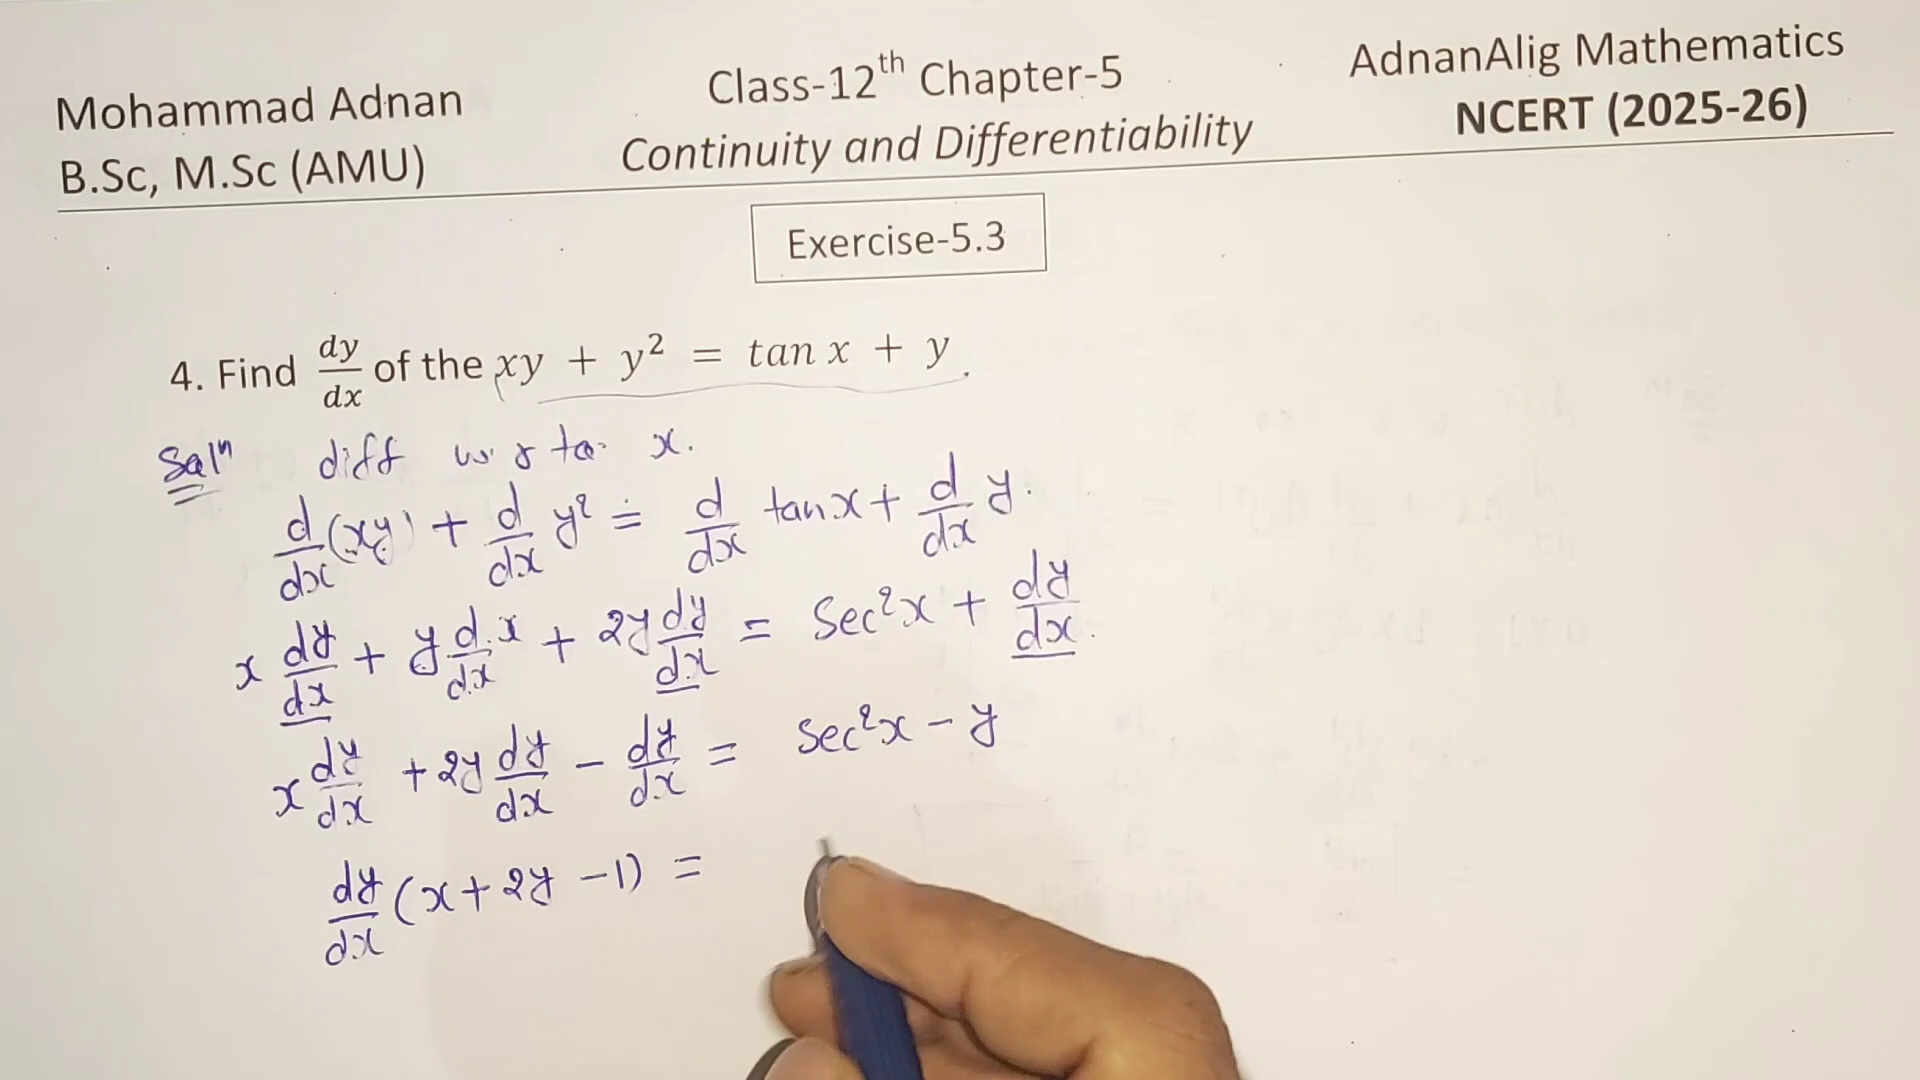 Mohammad Adnan
B.Sc, M.Sc (AMU)
Class-12th Chapter-5
Continuity and Differentiability
AdnanAlig Mathematics
NCERT (2025-26)
Exercise-5.3
4. Find dy/dx of the xy + y² = tan x + y.
Solⁿ diff w.r.to. x.
d/dx (xy) + d/dx y² = d/dx tanx + d/dx y.
x dy/dx + y d/dx x + 2y dy/dx = Sec²x + dy/dx.
x dy/dx + 2y dy/dx - dy/dx = Sec²x - y
dy/dx (x + 2y - 1) =